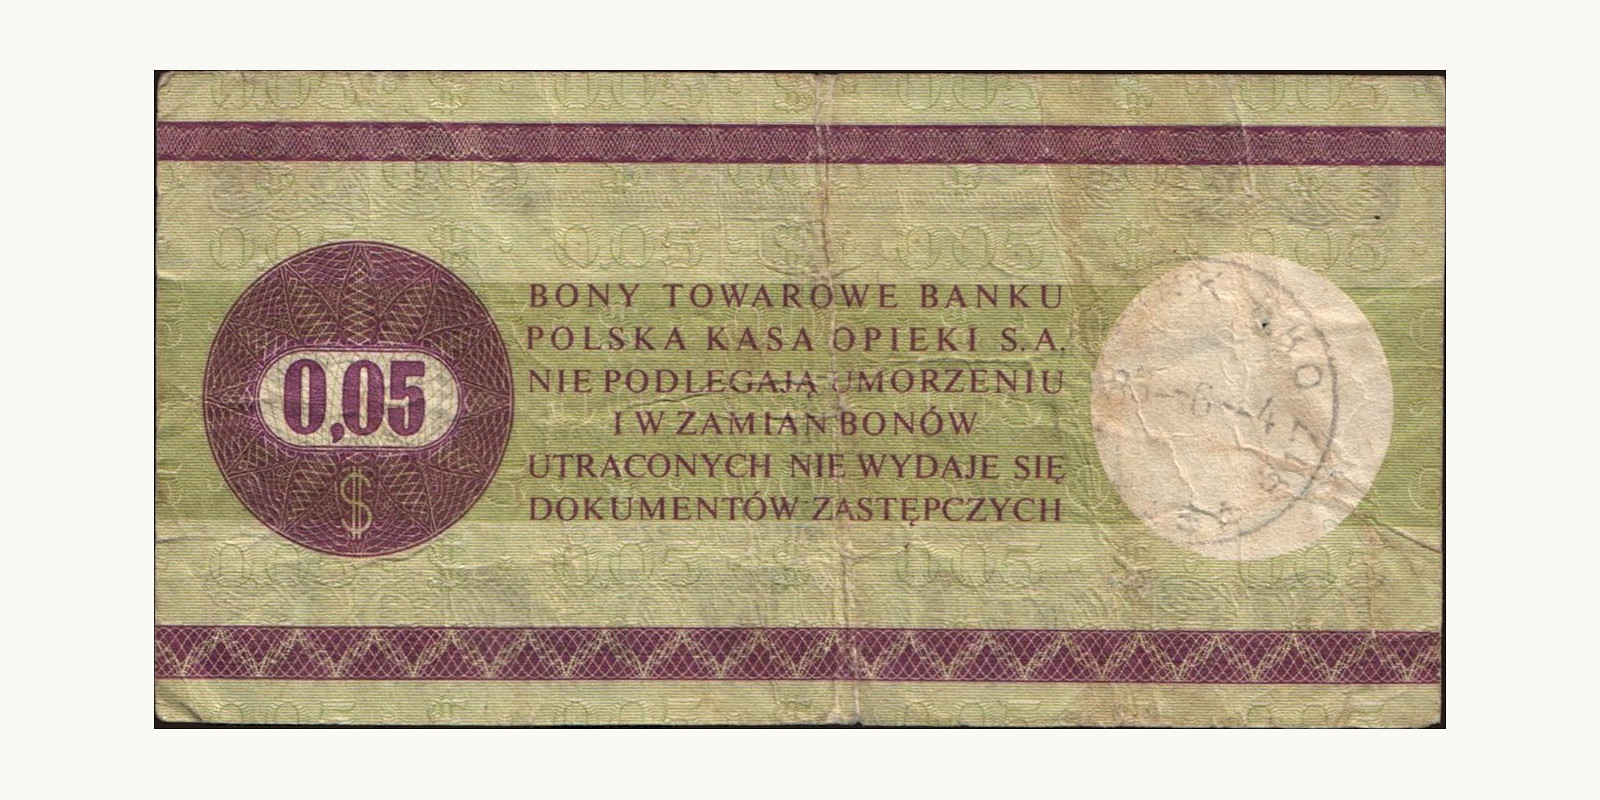 0,05
$
BONY TOWAROWE BANKU
POLSKA KASA OPIEKI S.A.
NIE PODLEGAJĄ UMORZENIU
I W ZAMIAN BONÓW
UTRACONYCH NIE WYDAJE SIĘ
DOKUMENTÓW ZASTĘPCZYCH